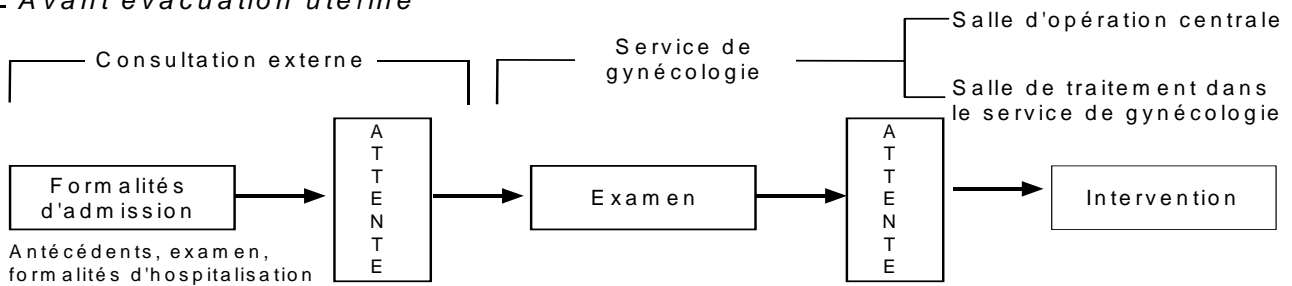 Avant évacuation utérine
Salle d'opération centrale
Consultation externe
Service de
gynécologie
Salle de traitement dans
le service de gynécologie
Formalités
d'admission
ATTENTE
Examen
ATTENTE
Intervention
Antécédents, examen,
formalités d'hospitalisation